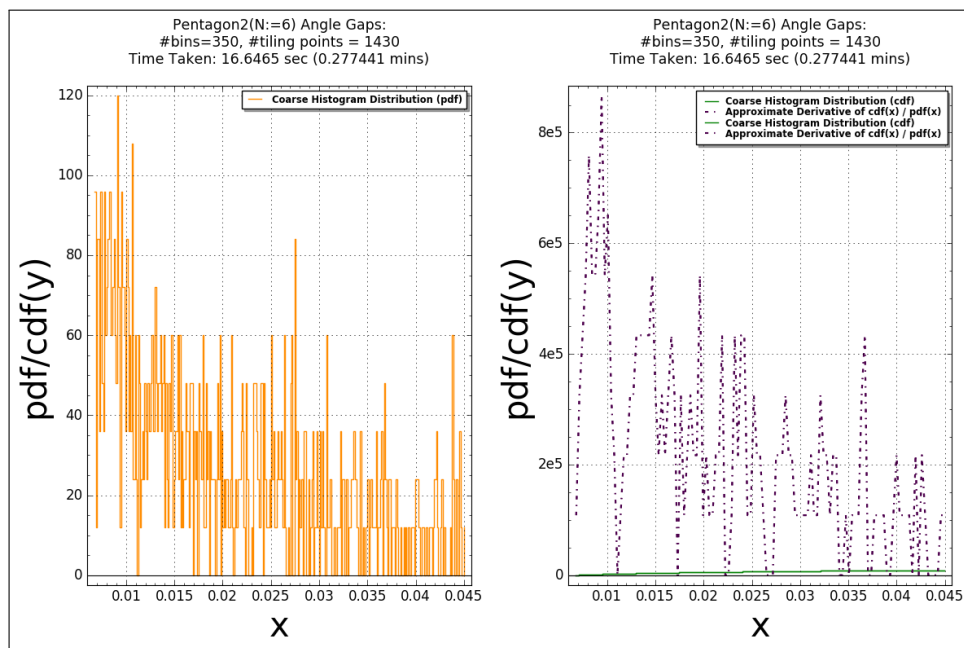 Pentagon2(N:=6) Angle Gaps:
#bins=350, #tiling points = 1430
Time Taken: 16.6465 sec (0.277441 mins)
Coarse Histogram Distribution (pdf)
120
100
80
60
40
20
0
pdf/cdf(y)
0.01
0.015
0.02
0.025
0.03
0.035
0.04
0.045
x
Pentagon2(N:=6) Angle Gaps:
#bins=350, #tiling points = 1430
Time Taken: 16.6465 sec (0.277441 mins)
Coarse Histogram Distribution (cdf)
Approximate Derivative of cdf(x) / pdf(x)
Coarse Histogram Distribution (cdf)
Approximate Derivative of cdf(x) / pdf(x)
8e5
6e5
4e5
2e5
0
pdf/cdf(y)
0.01
0.015
0.02
0.025
0.03
0.035
0.04
0.045
x